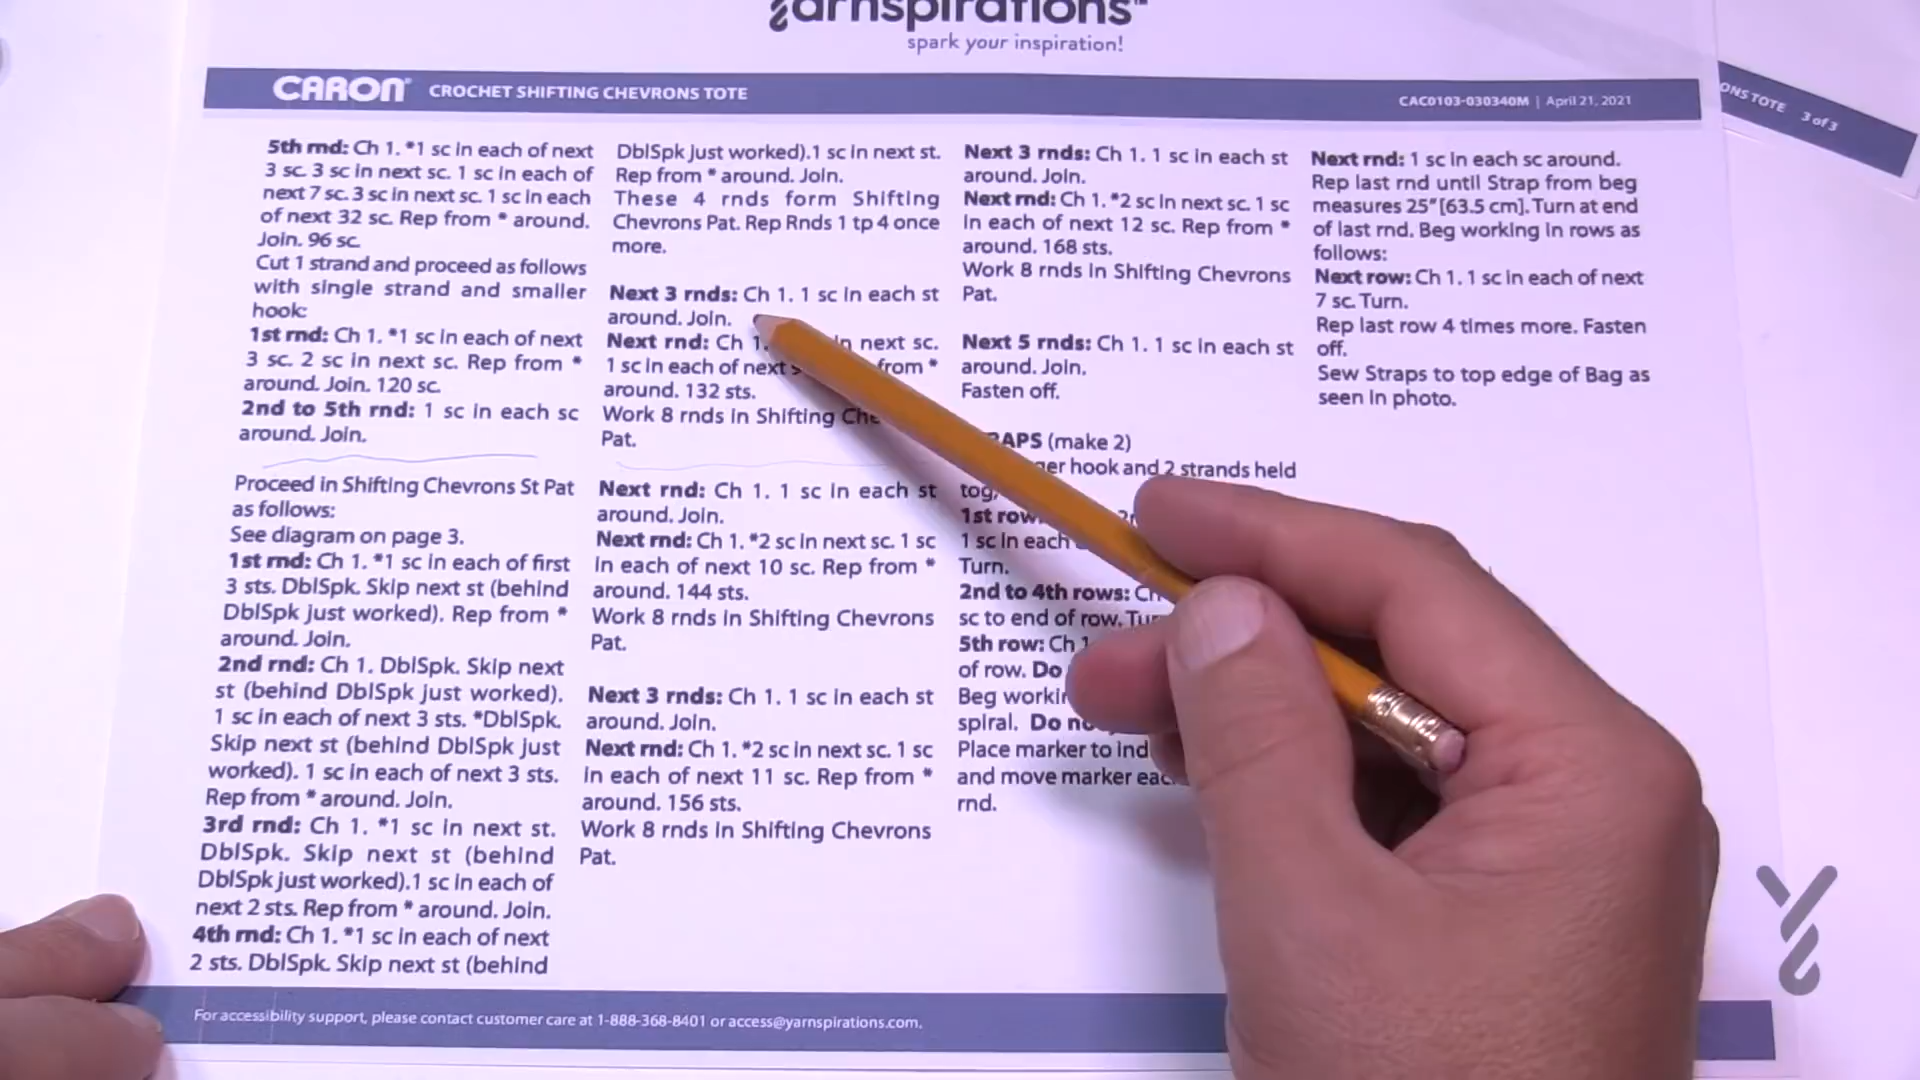 yarnspirations™
spark your inspiration!
CARON® CROCHET SHIFTING CHEVRONS TOTE
CAC0103-030340M | April 21, 2021
ONS TOTE 3 of 3
5th rnd: Ch 1. *1 sc in each of next
3 sc. 3 sc in next sc. 1 sc in each of
next 7 sc. 3 sc in next sc. 1 sc in each
of next 32 sc. Rep from * around.
Join. 96 sc.
Cut 1 strand and proceed as follows
with single strand and smaller
hook:
1st rnd: Ch 1. *1 sc in each of next
3 sc. 2 sc in next sc. Rep from *
around. Join. 120 sc.
2nd to 5th rnd: 1 sc in each sc
around. Join.
Proceed in Shifting Chevrons St Pat
as follows:
See diagram on page 3.
1st rnd: Ch 1. *1 sc in each of first
3 sts. DblSpk. Skip next st (behind
DblSpk just worked). Rep from *
around. Join.
2nd rnd: Ch 1. DblSpk. Skip next
st (behind DblSpk just worked).
1 sc in each of next 3 sts. *DblSpk.
Skip next st (behind DblSpk just
worked). 1 sc in each of next 3 sts.
Rep from * around. Join.
3rd rnd: Ch 1. *1 sc in next st.
DblSpk. Skip next st (behind
DblSpk just worked).1 sc in each of
next 2 sts. Rep from * around. Join.
4th rnd: Ch 1. *1 sc in each of next
2 sts. DblSpk. Skip next st (behind
DblSpk just worked).1 sc in next st.
Rep from * around. Join.
These 4 rnds form Shifting
Chevrons Pat. Rep Rnds 1 tp 4 once
more.
Next 3 rnds: Ch 1. 1 sc in each st
around. Join.
Next rnd: Ch 1. next sc.
1 sc in each of next from *
around. 132 sts.
Work 8 rnds in Shifting
Pat.
Next rnd: Ch 1. 1 sc in each st
around. Join.
Next rnd: Ch 1. *2 sc in next sc. 1 sc
in each of next 10 sc. Rep from *
around. 144 sts.
Work 8 rnds in Shifting Chevrons
Pat.
Next 3 rnds: Ch 1. 1 sc in each st
around. Join.
Next rnd: Ch 1. *2 sc in next sc. 1 sc
in each of next 11 sc. Rep from *
around. 156 sts.
Work 8 rnds in Shifting Chevrons
Pat.
Next 3 rnds: Ch 1. 1 sc in each st
around. Join.
Next rnd: Ch 1. *2 sc in next sc. 1 sc
in each of next 12 sc. Rep from *
around. 168 sts.
Work 8 rnds in Shifting Chevrons
Pat.
Next 5 rnds: Ch 1. 1 sc in each st
around. Join.
Fasten off.
(make 2)
hook and 2 strands held
tog,
1st row
1 sc in each
Turn.
2nd to 4th rows: Ch
sc to end of row.
5th row: Ch 1
of row. Do
Beg
spiral. Do
Place marker to
and move marker
rnd.
Next rnd: 1 sc in each sc around.
Rep last rnd until Strap from beg
measures 25" [63.5 cm]. Turn at end
of last rnd. Beg working in rows as
follows:
Next row: Ch 1. 1 sc in each of next
7 sc. Turn.
Rep last row 4 times more. Fasten
off.
Sew Straps to top edge of Bag as
seen in photo.
For accessibility support, please contact customer care at 1-888-368-8401 or access@yarnspirations.com.